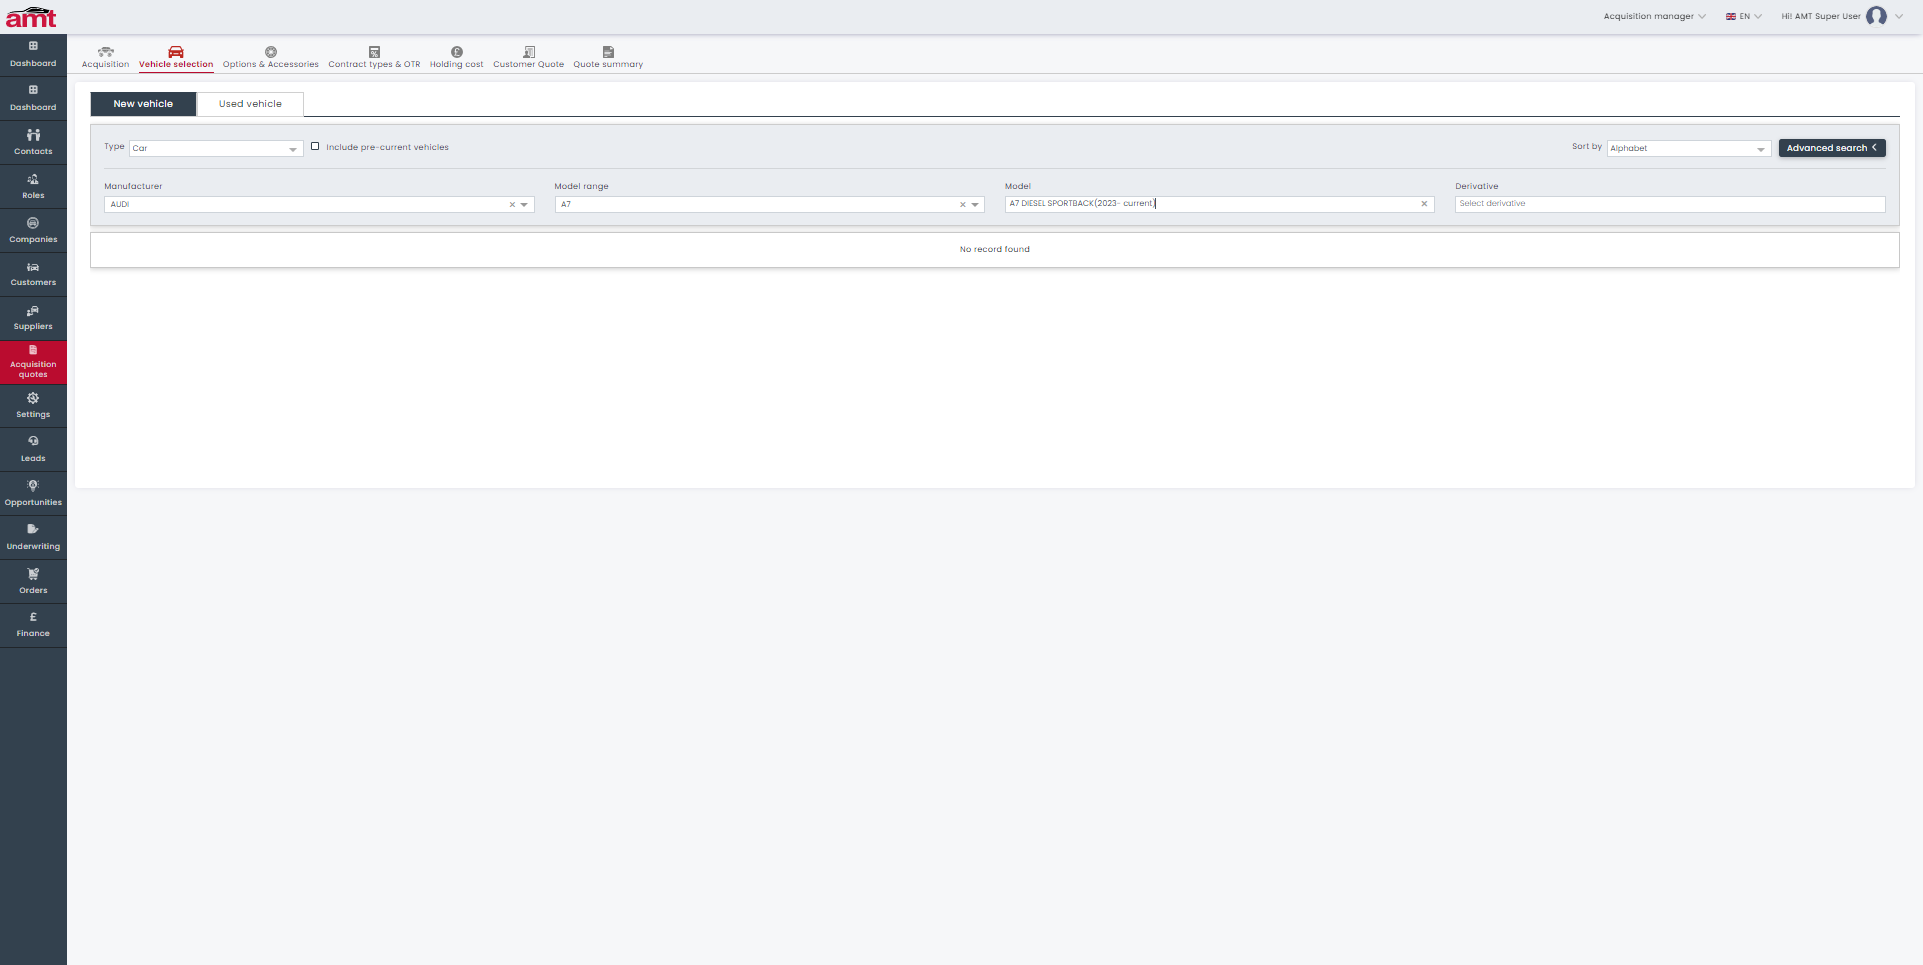 amt
Acquisition manager
EN
Hi! AMT Super User
Dashboard
Dashboard
Contacts
Roles
Companies
Customers
Suppliers
Acquisition
quotes
Settings
Leads
Opportunities
Underwriting
Orders
Finance
Acquisition
Vehicle selection
Options & Accessories
Contract types & OTR
Holding cost
Customer Quote
Quote summary
New vehicle
Used vehicle
Type
Car
Include pre-current vehicles
Sort by
Alphabet
Advanced search
Manufacturer
AUDI
Model range
A7
Model
A7 DIESEL SPORTBACK(2023- current)
Derivative
Select derivative
No record found